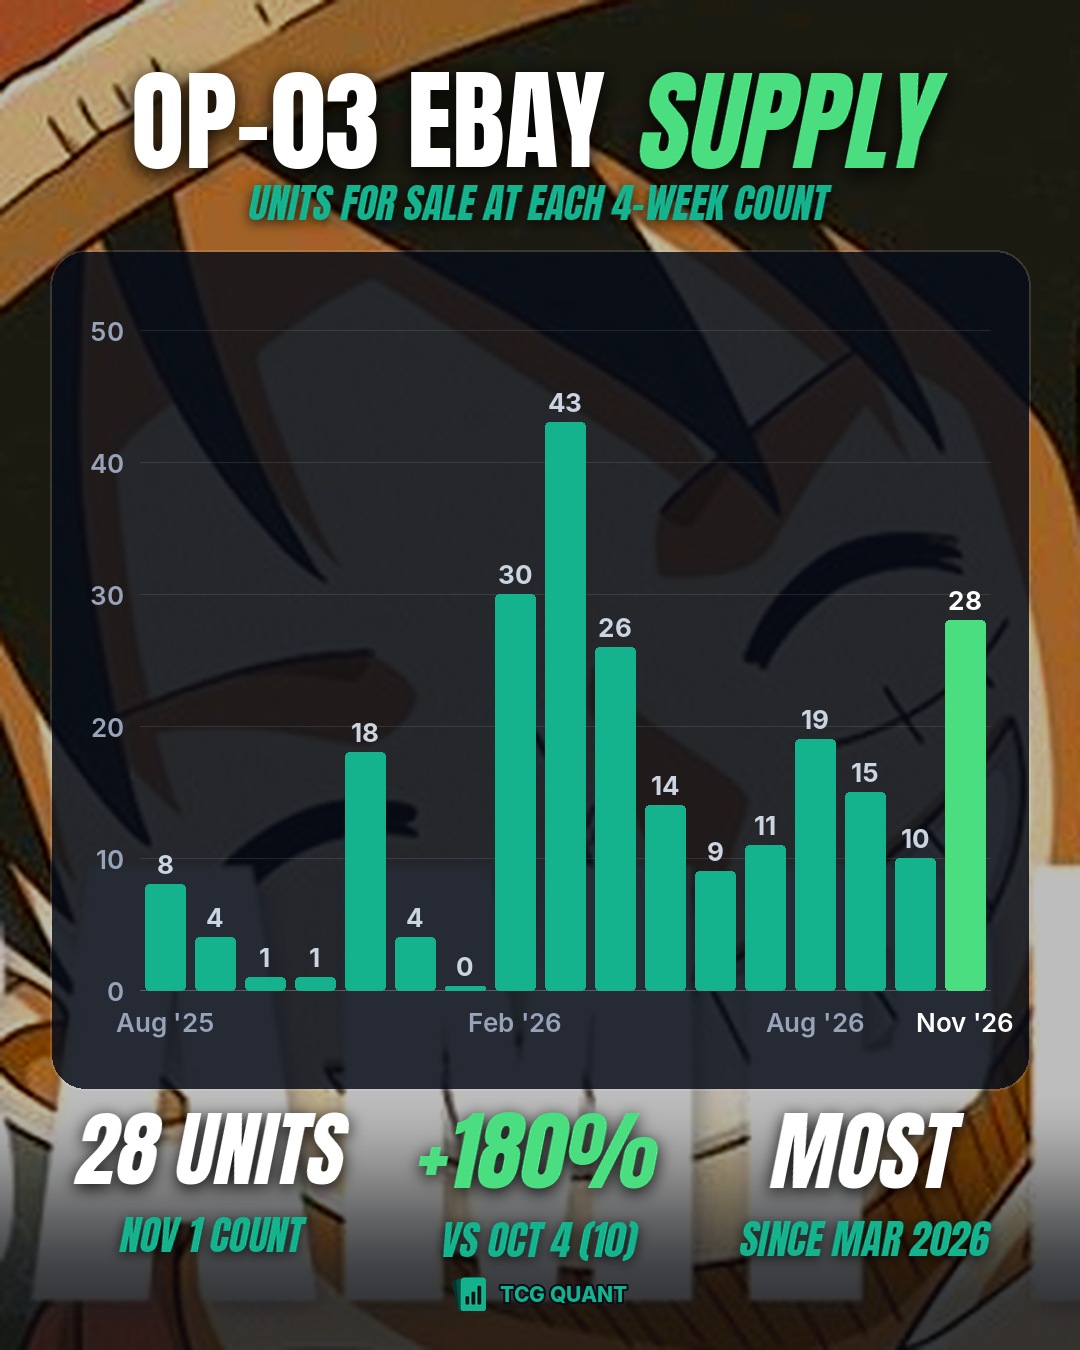 OP-03 EBAY SUPPLY
UNITS FOR SALE AT EACH 4-WEEK COUNT
50
40
30
20
10
0
8
4
1
1
18
4
0
30
43
26
14
9
11
19
15
10
28
Aug '25
Feb '26
Aug '26
Nov '26
28 UNITS
NOV 1 COUNT
+180%
VS OCT 4 (10)
MOST
SINCE MAR 2026
TCG QUANT